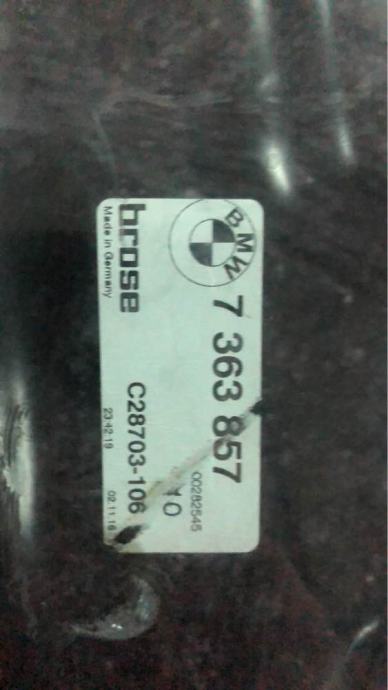 BMW 7 363 857
00282545
10
brose C28703-106
Made in Germany 23:42:19 02.11.16